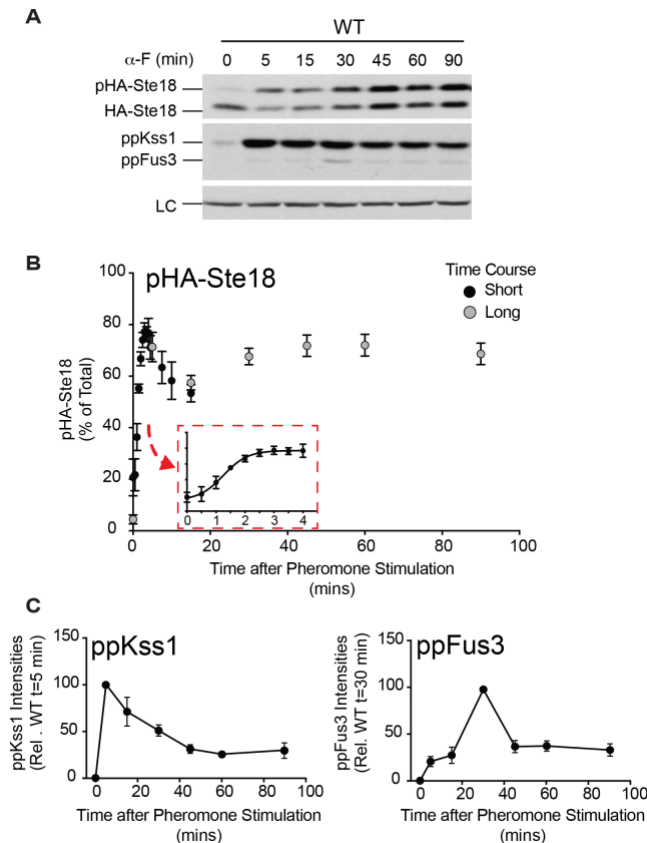 A
WT
α-F (min) 0 5 15 30 45 60 90
pHA-Ste18
HA-Ste18
ppKss1
ppFus3
LC
B
pHA-Ste18
Time Course
Short
Long
pHA-Ste18
(% of Total)
100
80
60
40
20
0
0 1 2 3 4
0 20 40 60 80 100
Time after Pheromone Stimulation
(mins)
C
ppKss1
ppKss1 Intensities
(Rel . WT t=5 min)
150
100
50
0
0 20 40 60 80 100
Time after Pheromone Stimulation
(mins)
ppFus3
ppFus3 Intensities
(Rel. WT t=30 min)
150
100
50
0
0 20 40 60 80 100
Time after Pheromone Stimulation
(mins)